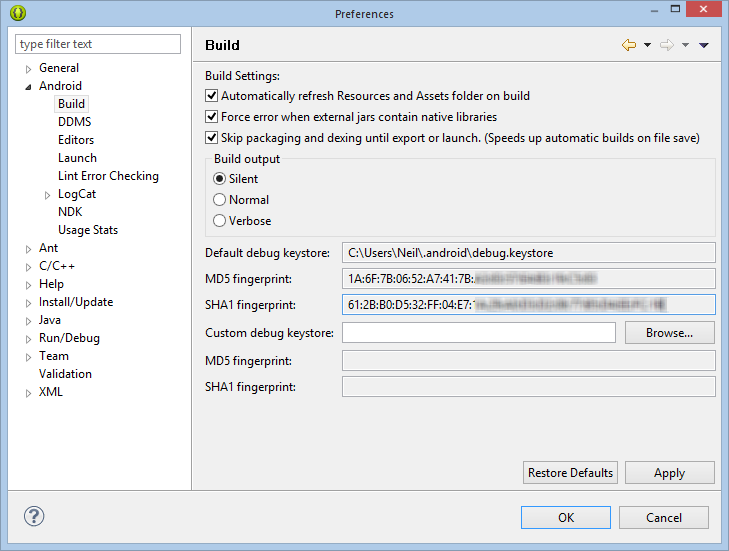 Preferences
type filter text
General
Android
Build
DDMS
Editors
Launch
Lint Error Checking
LogCat
NDK
Usage Stats
Ant
C/C++
Help
Install/Update
Java
Run/Debug
Team
Validation
XML
Build
Build Settings:
Automatically refresh Resources and Assets folder on build
Force error when external jars contain native libraries
Skip packaging and dexing until export or launch. (Speeds up automatic builds on file save)
Build output
Silent
Normal
Verbose
Default debug keystore: C:\Users\Neil\.android\debug.keystore
MD5 fingerprint: 1A:6F:7B:06:52:A7:41:7B:
SHA1 fingerprint: 61:2B:B0:D5:32:FF:04:E7:
Custom debug keystore: Browse...
MD5 fingerprint:
SHA1 fingerprint:
Restore Defaults Apply
OK Cancel